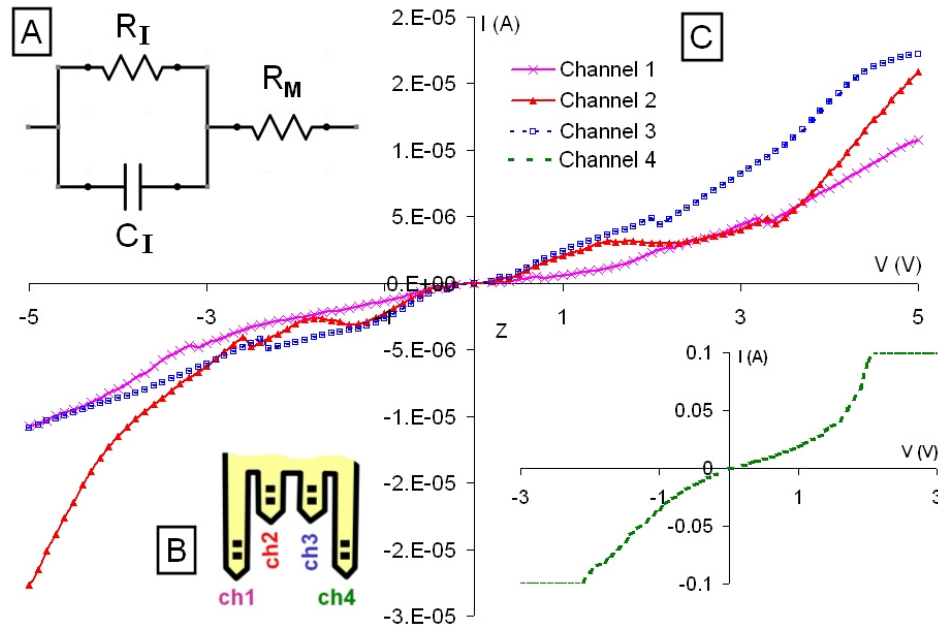 A
R_I
R_M
C_I
I (A)
C
2.E-05
2.E-05
1.E-05
5.E-06
0.E+00
-5.E-06
-1.E-05
-2.E-05
-2.E-05
-3.E-05
Channel 1
Channel 2
Channel 3
Channel 4
V (V)
-5
-3
-1
Z
1
3
5
B
ch1
ch2
ch3
ch4
I (A)
0.1
0.05
0
-0.05
-0.1
V (V)
-3
-1
1
3